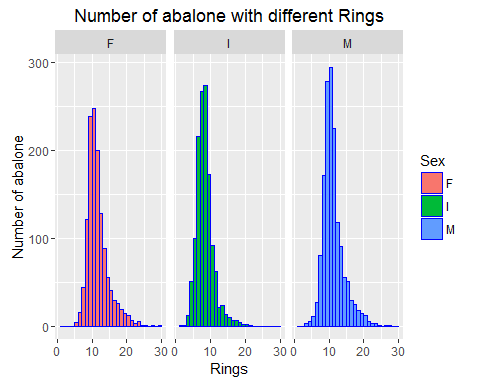 Number of abalone with different Rings
F I M
300
200
100
0
0 10 20 30 0 10 20 30 0 10 20 30
Rings
Number of abalone
Sex
F
I
M